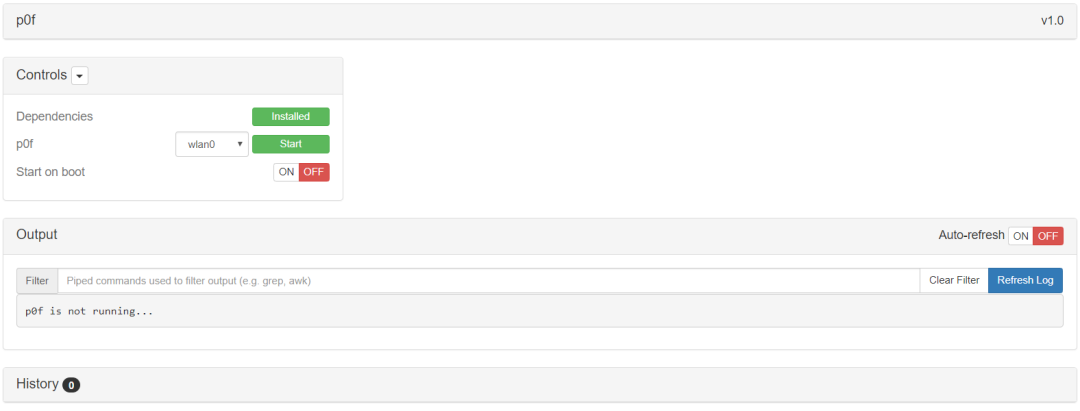 p0f v1.0
Controls
Dependencies Installed
p0f wlan0 Start
Start on boot ON OFF
Output Auto-refresh ON OFF
Filter Piped commands used to filter output (e.g. grep, awk) Clear Filter Refresh Log
p0f is not running...
History 0